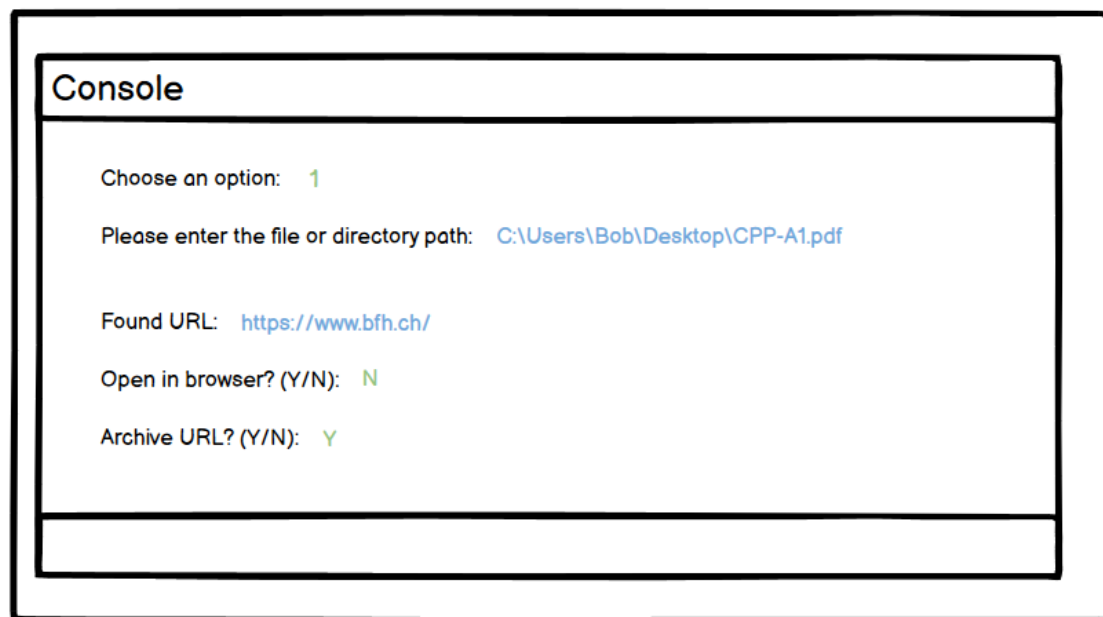 Console
Choose an option: 1
Please enter the file or directory path: C:\Users\Bob\Desktop\CPP-A1.pdf
Found URL: https://www.bfh.ch/
Open in browser? (Y/N): N
Archive URL? (Y/N): Y